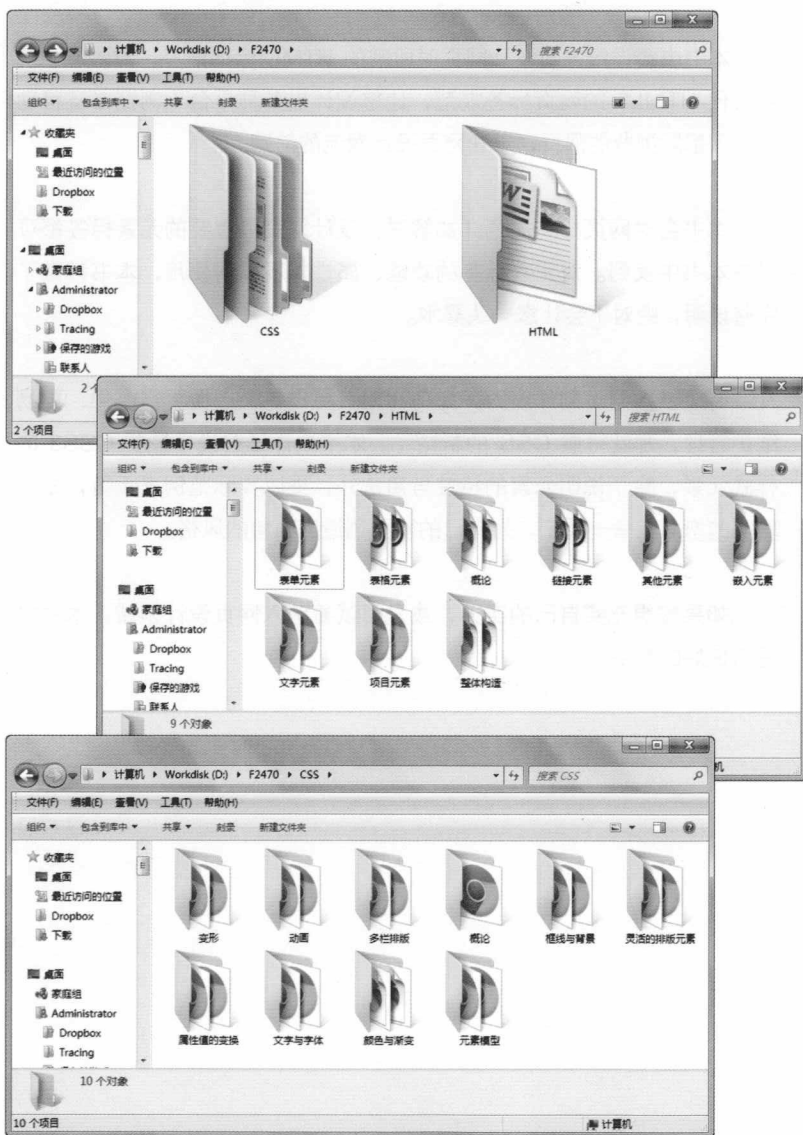 计算机 ▸ Workdisk (D:) ▸ F2470 ▸
搜索 F2470
文件(F) 编辑(E) 查看(V) 工具(T) 帮助(H)
组织 包含到库中 共享 刻录 新建文件夹
收藏夹
桌面
最近访问的位置
Dropbox
下载
桌面
家庭组
Administrator
Dropbox
Tracing
保存的游戏
联系人
CSS
HTML
2 个
2 个项目
计算机 ▸ Workdisk (D:) ▸ F2470 ▸ HTML ▸
搜索 HTML
文件(F) 编辑(E) 查看(V) 工具(T) 帮助(H)
组织 包含到库中 共享 刻录 新建文件夹
桌面
最近访问的位置
Dropbox
下载
桌面
家庭组
Administrator
Dropbox
Tracing
保存的游戏
联系人
表单元素 表格元素 概论 链接元素 其他元素 嵌入元素
文字元素 项目元素 整体构造
9 个对象
机
计算机 ▸ Workdisk (D:) ▸ F2470 ▸ CSS ▸
搜索 CSS
文件(F) 编辑(E) 查看(V) 工具(T) 帮助(H)
组织 包含到库中 共享 刻录 新建文件夹
收藏夹
桌面
最近访问的位置
Dropbox
下载
桌面
家庭组
Administrator
Dropbox
Tracing
变形 动画 多栏排版 概论 框线与背景 灵活的排版元素
属性值的变换 文字与字体 颜色与渐变 元素模型
10 个对象
10 个项目
计算机